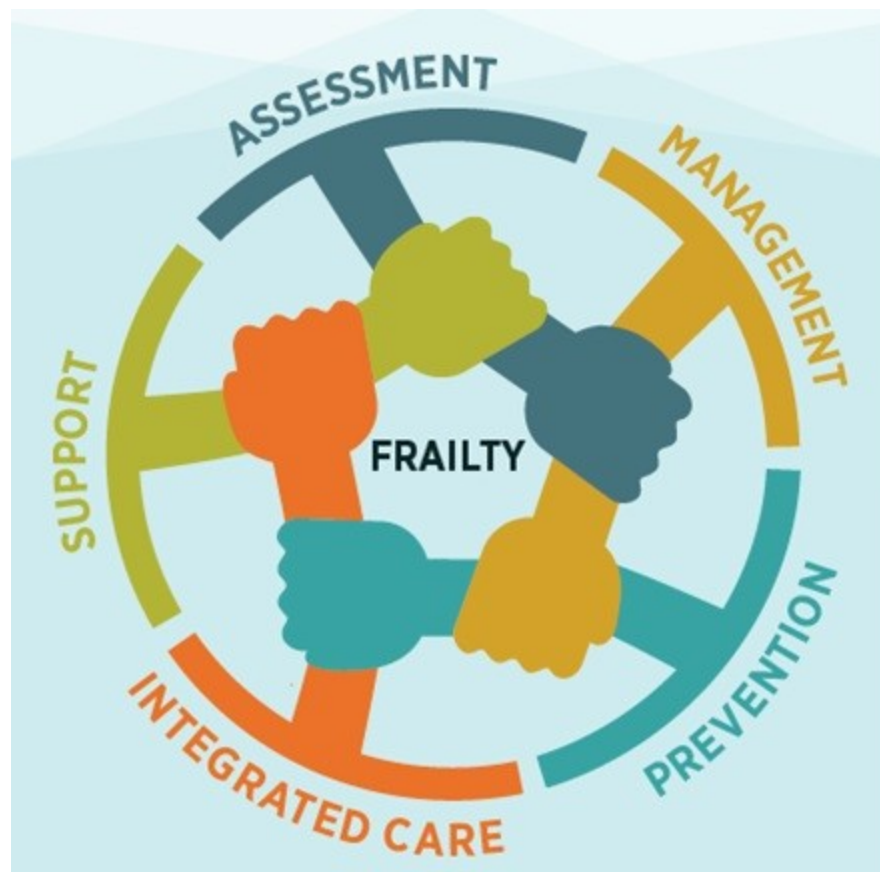 ASSESSMENT
MANAGEMENT
PREVENTION
INTEGRATED CARE
SUPPORT
FRAILTY